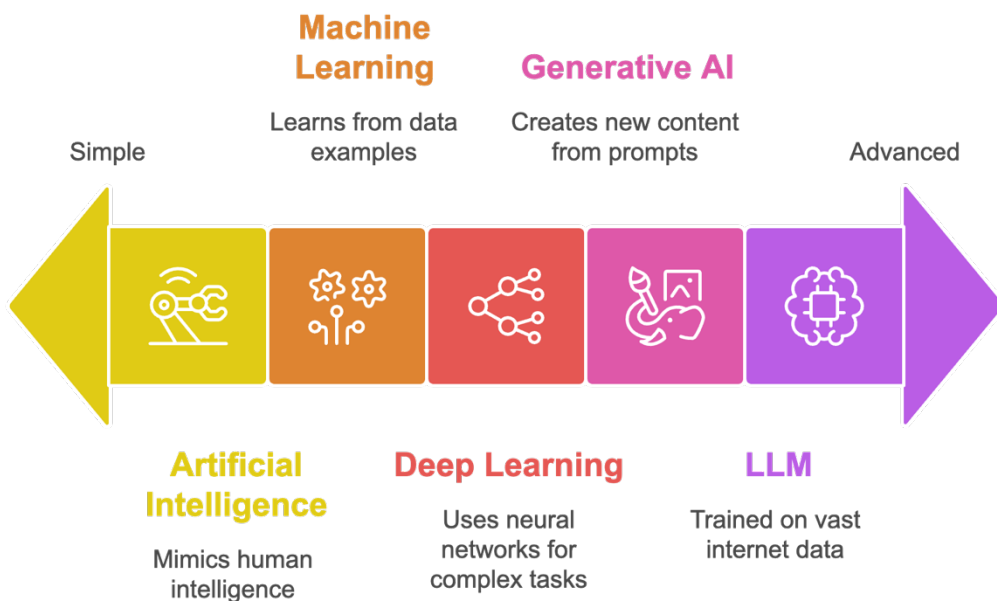 Machine
Learning
Learns from data
examples
Generative AI
Creates new content
from prompts
Simple
Advanced
Artificial
Intelligence
Mimics human
intelligence
Deep Learning
Uses neural
networks for
complex tasks
LLM
Trained on vast
internet data